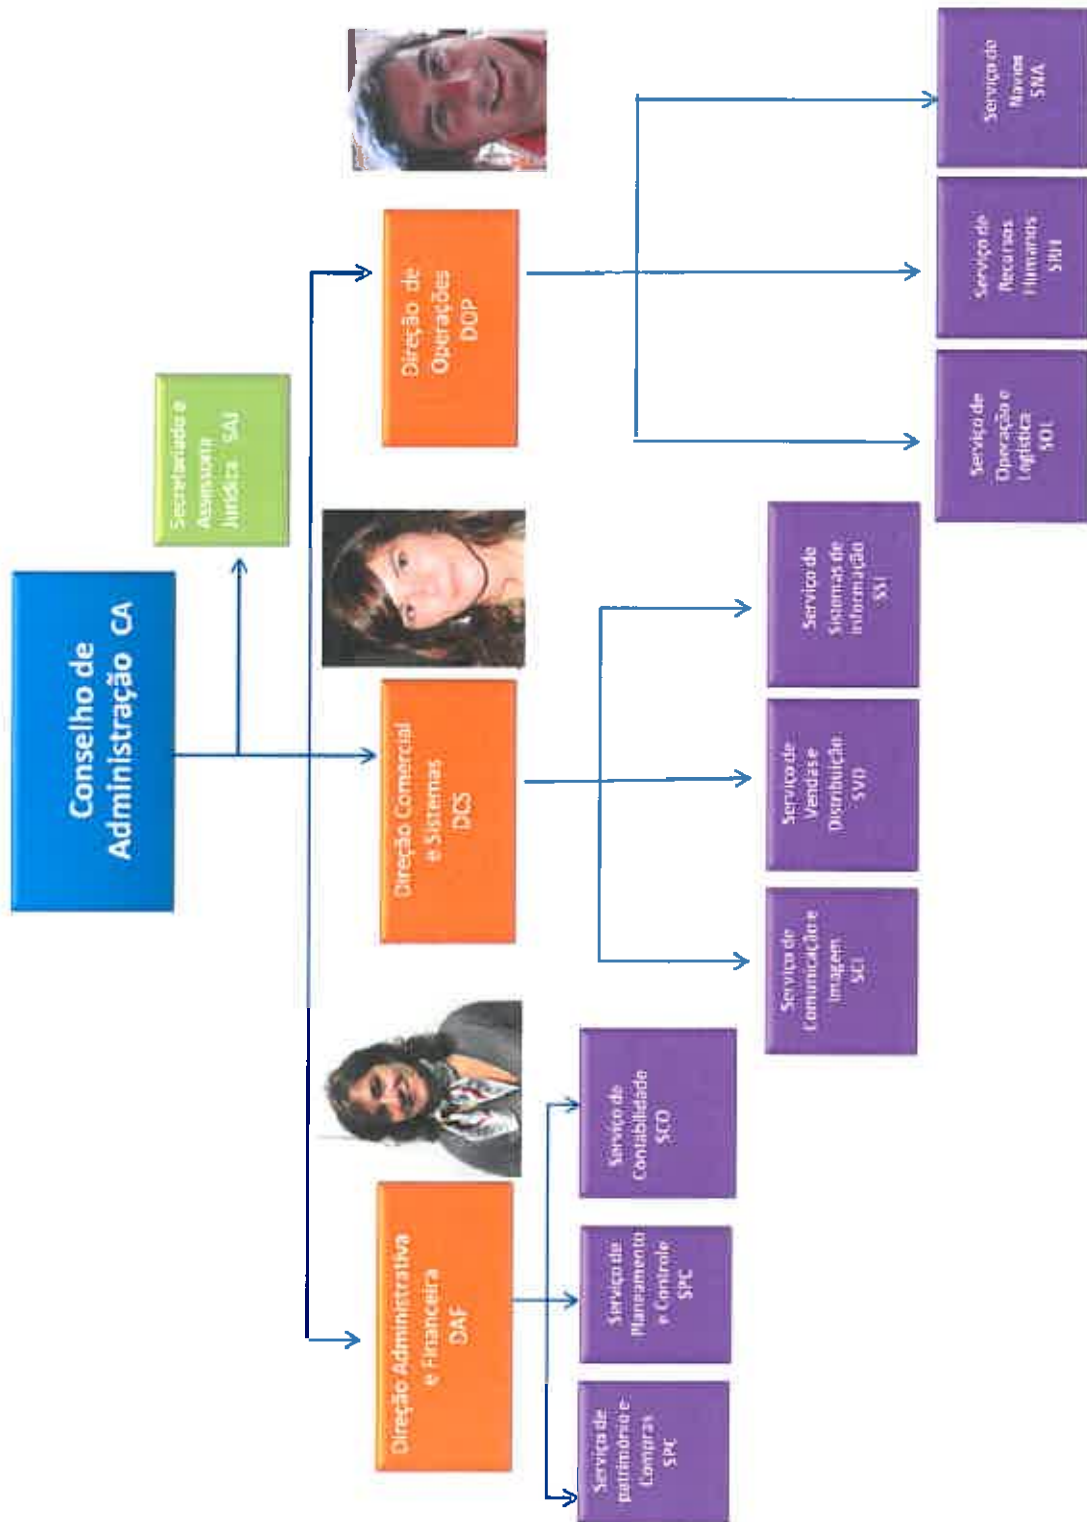 Conselho de
Administração CA
Secretariado e
Assessoria
Jurídica SAJ
Direção Administrativa
e Financeira
DAF
Direção Comercial
e Sistemas
DCS
Direção de
Operações
DOP
Serviço de
património e
Compras
SPC
Serviço de
Planeamento
e Controle
SPC
Serviço de
Contabilidade
SCO
Serviço de
Comunicação e
Imagem
SCI
Serviço de
Vendas e
Distribuição
SVD
Serviço de
Sistemas de
informação
SSI
Serviço de
Operação e
Logística
SOL
Serviço de
Recursos
Humanos
SRH
Serviço de
Navios
SNA